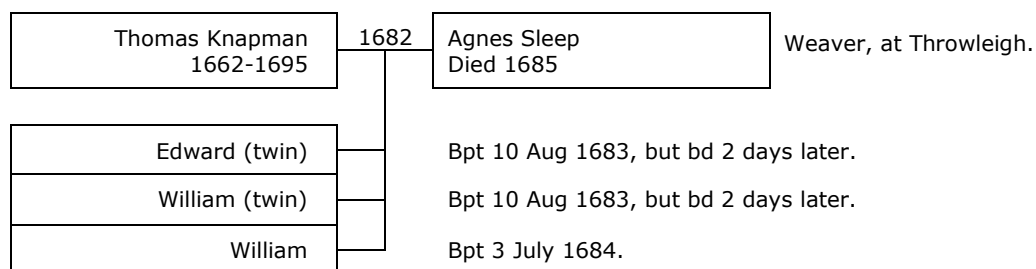 Thomas Knapman
1662-1695
1682
Agnes Sleep
Died 1685
Weaver, at Throwleigh.
Edward (twin)
Bpt 10 Aug 1683, but bd 2 days later.
William (twin)
Bpt 10 Aug 1683, but bd 2 days later.
William
Bpt 3 July 1684.